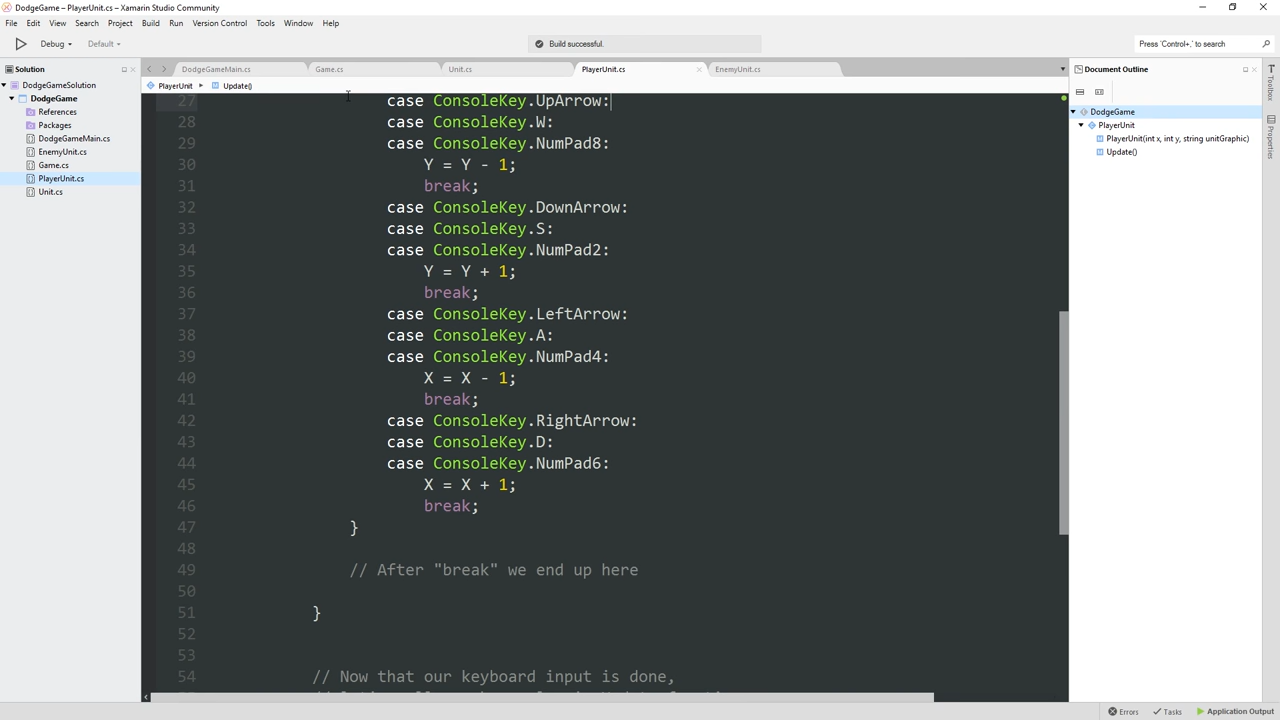 DodgeGame – PlayerUnit.cs – Xamarin Studio Community
File Edit View Search Project Build Run Version Control Tools Window Help
Debug Default Build successful. Press 'Control+,' to search
Solution
DodgeGameSolution
DodgeGame
References
Packages
DodgeGameMain.cs
EnemyUnit.cs
Game.cs
PlayerUnit.cs
Unit.cs
DodgeGameMain.cs Game.cs Unit.cs PlayerUnit.cs EnemyUnit.cs
PlayerUnit Update()
27 case ConsoleKey.UpArrow:
28 case ConsoleKey.W:
29 case ConsoleKey.NumPad8:
30 Y = Y - 1;
31 break;
32 case ConsoleKey.DownArrow:
33 case ConsoleKey.S:
34 case ConsoleKey.NumPad2:
35 Y = Y + 1;
36 break;
37 case ConsoleKey.LeftArrow:
38 case ConsoleKey.A:
39 case ConsoleKey.NumPad4:
40 X = X - 1;
41 break;
42 case ConsoleKey.RightArrow:
43 case ConsoleKey.D:
44 case ConsoleKey.NumPad6:
45 X = X + 1;
46 break;
47 }
48
49 // After "break" we end up here
50
51 }
52
53
54 // Now that our keyboard input is done,
Document Outline
DodgeGame
PlayerUnit
PlayerUnit(int x, int y, string unitGraphic)
Update()
Toolbox
Properties
Errors Tasks Application Output